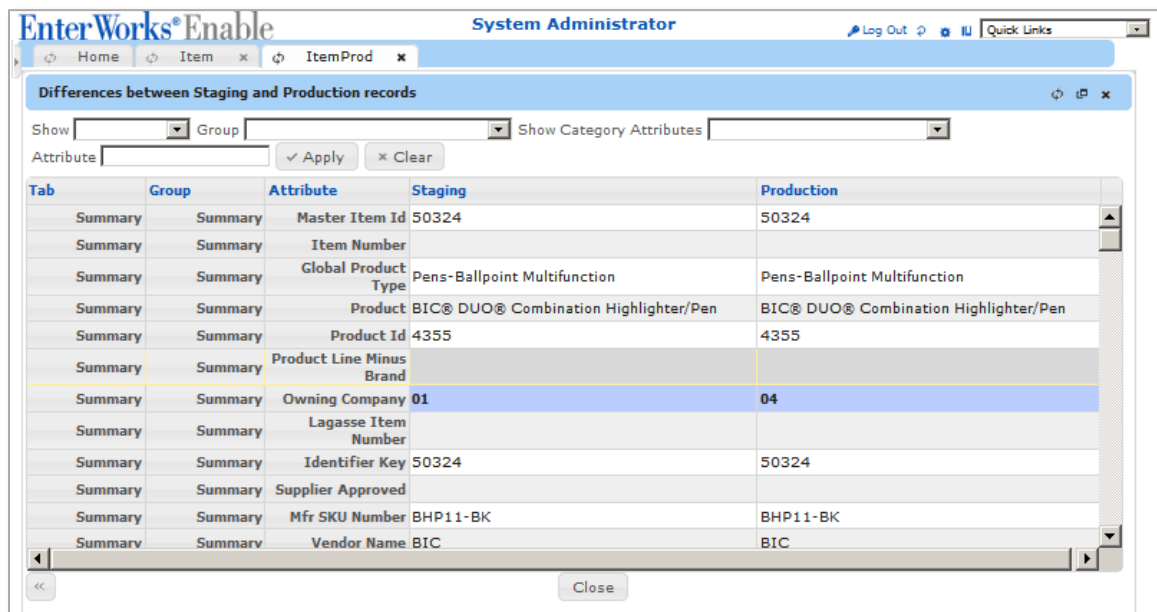 EnterWorks®Enable System Administrator Log Out Quick Links
Home Item x ItemProd x
Differences between Staging and Production records
Show Group Show Category Attributes
Attribute Apply Clear
Tab Group Attribute Staging Production
Summary Summary Master Item Id 50324 50324
Summary Summary Item Number
Summary Summary Global Product Type Pens-Ballpoint Multifunction Pens-Ballpoint Multifunction
Summary Summary Product BIC® DUO® Combination Highlighter/Pen BIC® DUO® Combination Highlighter/Pen
Summary Summary Product Id 4355 4355
Summary Summary Product Line Minus Brand
Summary Summary Owning Company 01 04
Summary Summary Lagasse Item Number
Summary Summary Identifier Key 50324 50324
Summary Summary Supplier Approved
Summary Summary Mfr SKU Number BHP11-BK BHP11-BK
Summary Summary Vendor Name BIC BIC
<< Close